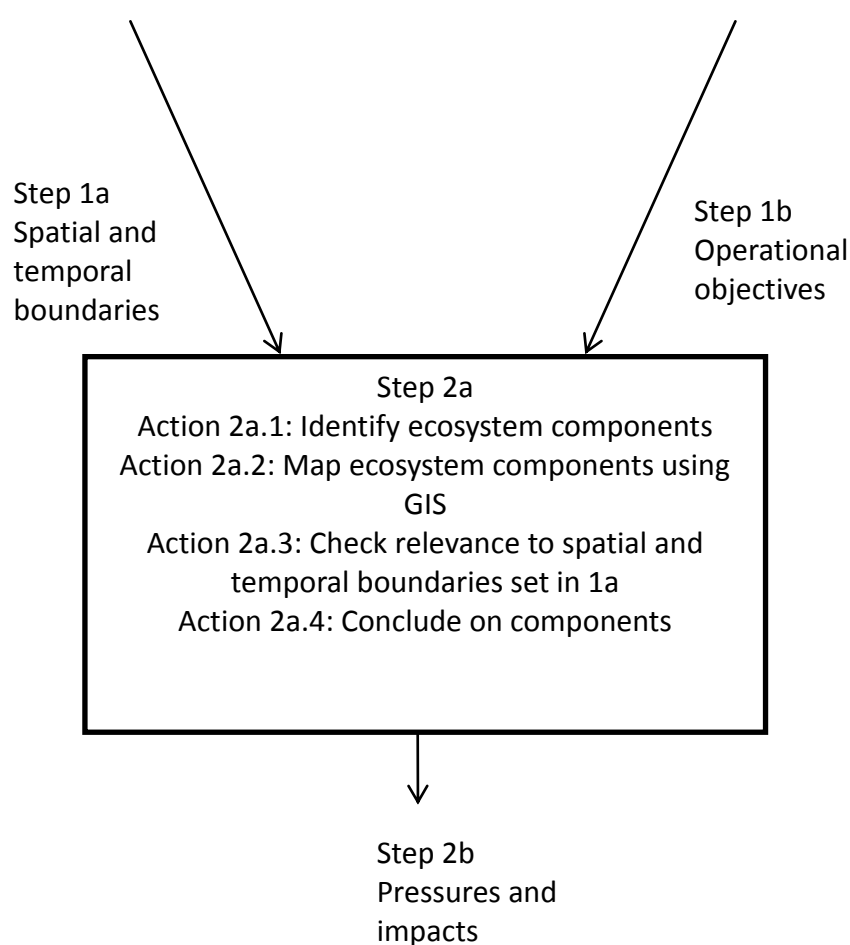 Step 1a
Spatial and
temporal
boundaries
Step 1b
Operational
objectives
Step 2a
Action 2a.1: Identify ecosystem components
Action 2a.2: Map ecosystem components using
GIS
Action 2a.3: Check relevance to spatial and
temporal boundaries set in 1a
Action 2a.4: Conclude on components
Step 2b
Pressures and
impacts